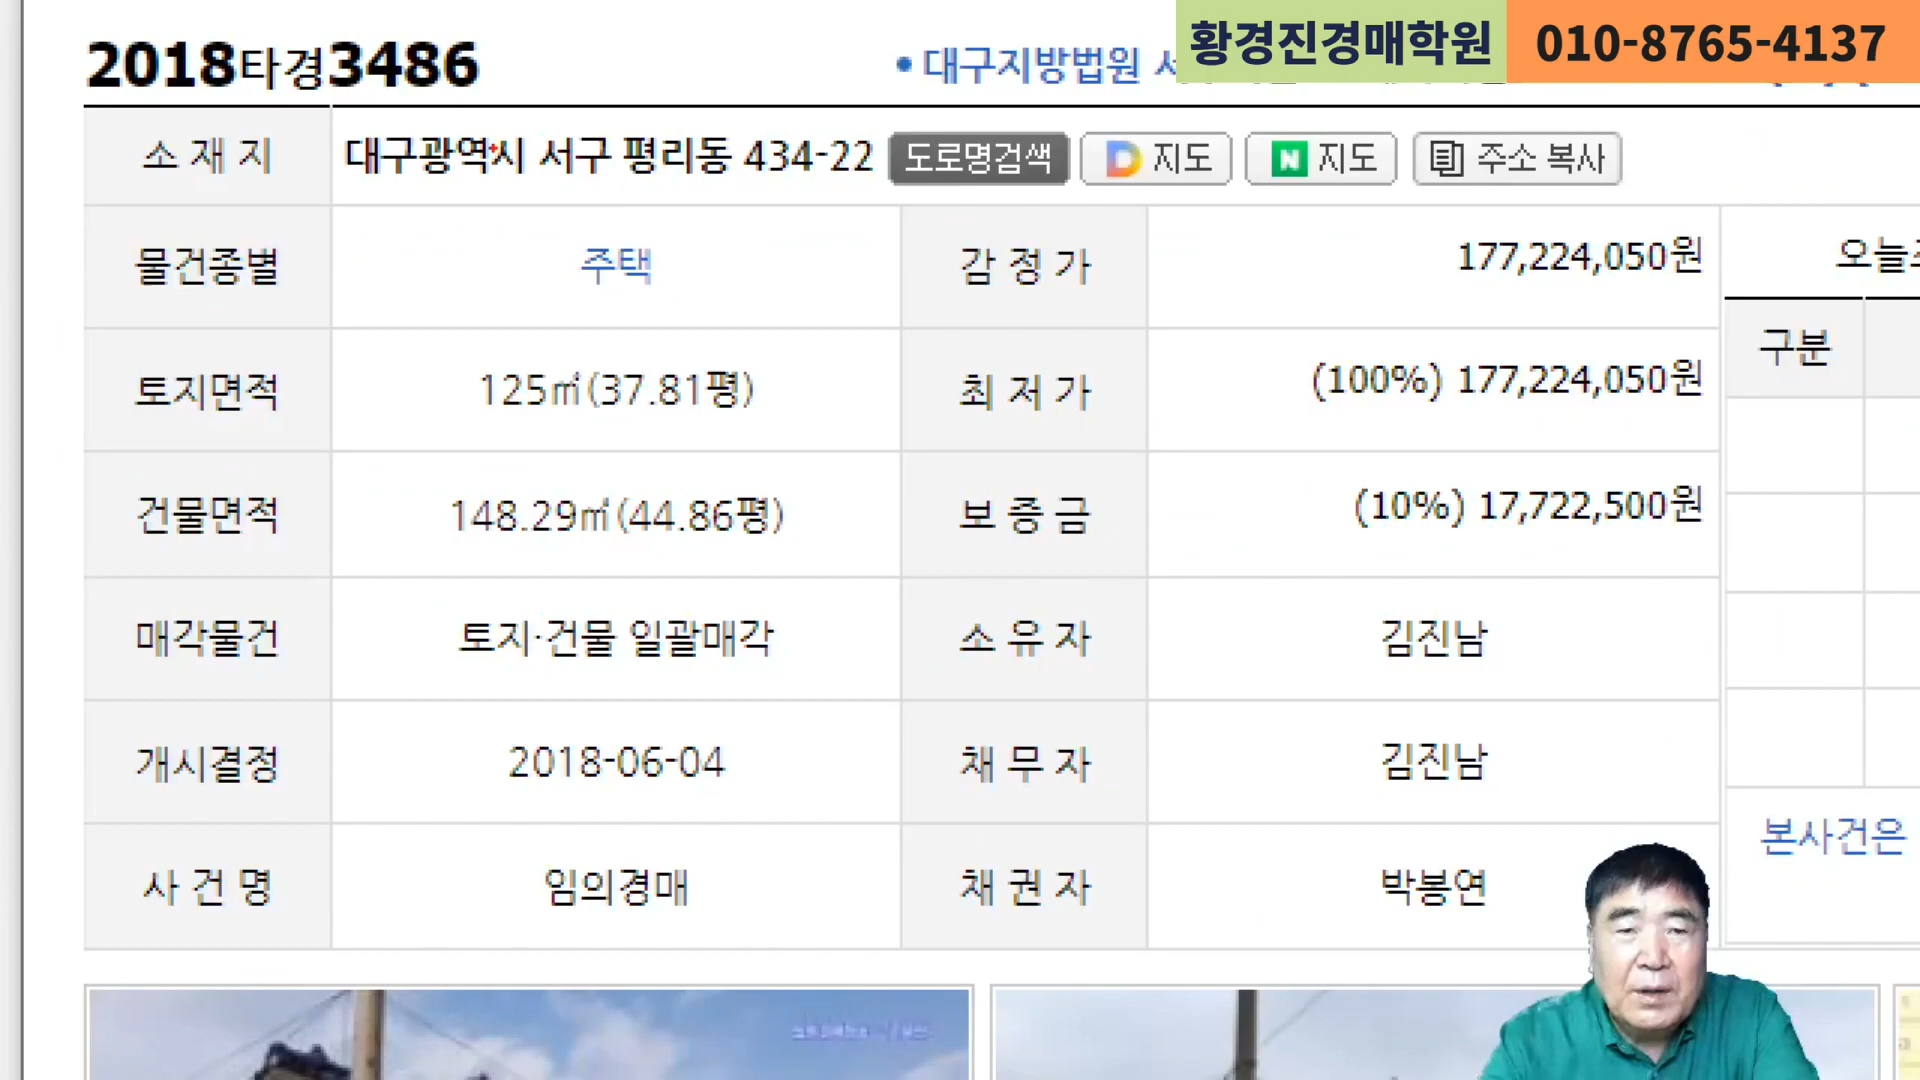 황경진경매학원 010-8765-4137
2018타경3486 • 대구지방법원
소 재 지 대구광역시 서구 평리동 434-22 도로명검색 지도 지도 주소 복사
물건종별 주택 감 정 가 177,224,050원 오늘
토지면적 125㎡(37.81평) 최 저 가 (100%) 177,224,050원 구분
건물면적 148.29㎡(44.86평) 보 증 금 (10%) 17,722,500원
매각물건 토지·건물 일괄매각 소 유 자 김진남
개시결정 2018-06-04 채 무 자 김진남
본사건은
사 건 명 임의경매 채 권 자 박봉연